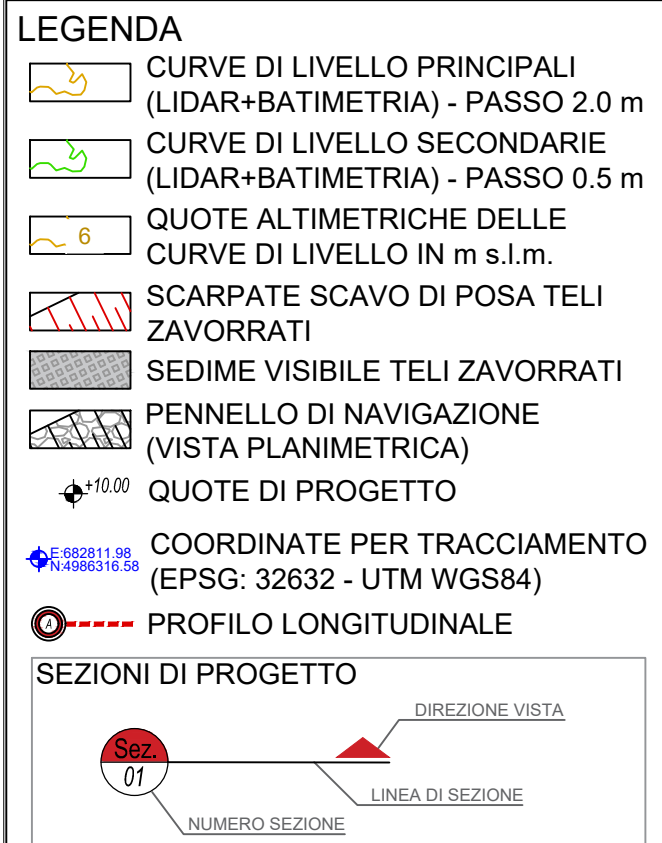 LEGENDA
CURVE DI LIVELLO PRINCIPALI
(LIDAR+BATIMETRIA) - PASSO 2.0 m
CURVE DI LIVELLO SECONDARIE
(LIDAR+BATIMETRIA) - PASSO 0.5 m
6
QUOTE ALTIMETRICHE DELLE
CURVE DI LIVELLO IN m s.l.m.
SCARPATE SCAVO DI POSA TELI
ZAVORRATI
SEDIME VISIBILE TELI ZAVORRATI
PENNELLO DI NAVIGAZIONE
(VISTA PLANIMETRICA)
+10.00 QUOTE DI PROGETTO
E:682811.98
N:4986316.58
COORDINATE PER TRACCIAMENTO
(EPSG: 32632 - UTM WGS84)
A PROFILO LONGITUDINALE
SEZIONI DI PROGETTO
DIREZIONE VISTA
Sez.
01
LINEA DI SEZIONE
NUMERO SEZIONE